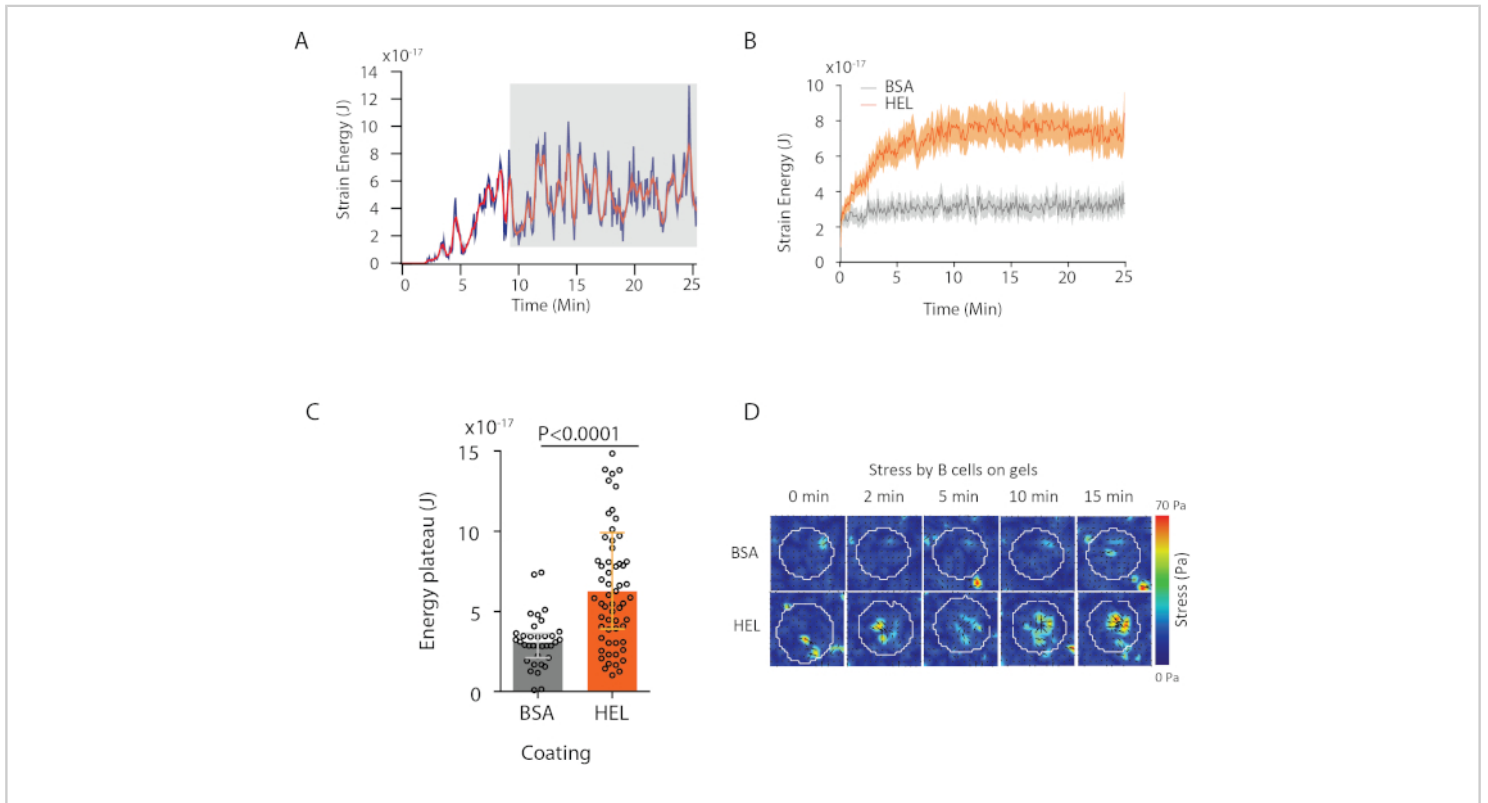 A
x10⁻¹⁷
Strain Energy (J)
14
12
10
8
6
4
2
0
0 5 10 15 20 25
Time (Min)
B
x10⁻¹⁷
BSA
HEL
Strain Energy (J)
10
8
6
4
2
0
0 5 10 15 20 25
Time (Min)
C
x10⁻¹⁷
P<0.0001
Energy plateau (J)
15
10
5
0
BSA HEL
Coating
D
Stress by B cells on gels
0 min 2 min 5 min 10 min 15 min
BSA
HEL
70 Pa
Stress (Pa)
0 Pa